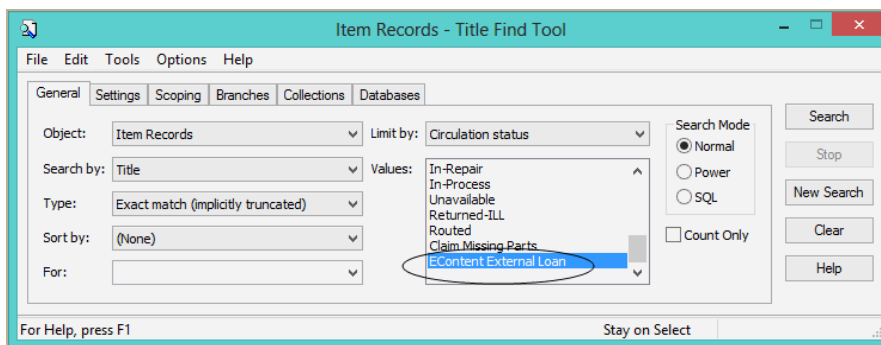 Item Records - Title Find Tool
File Edit Tools Options Help
General Settings Scoping Branches Collections Databases
Object: Item Records Limit by: Circulation status
Search by: Title Values:
Type: Exact match (implicitly truncated)
Sort by: (None)
For:
In-Repair
In-Process
Unavailable
Returned-ILL
Routed
Claim Missing Parts
EContent External Loan
Search Mode
Normal
Power
SQL
Count Only
Search
Stop
New Search
Clear
Help
For Help, press F1 Stay on Select